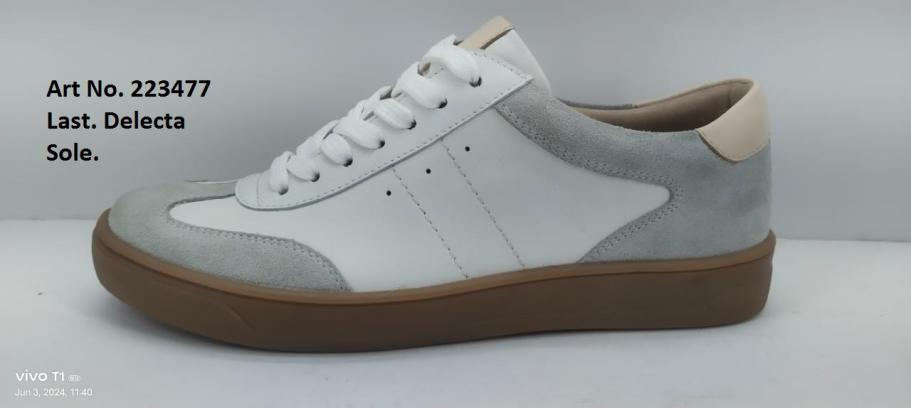 Art No. 223477
Last. Delecta
Sole.
vivo T1
Jun 3, 2024, 11:40